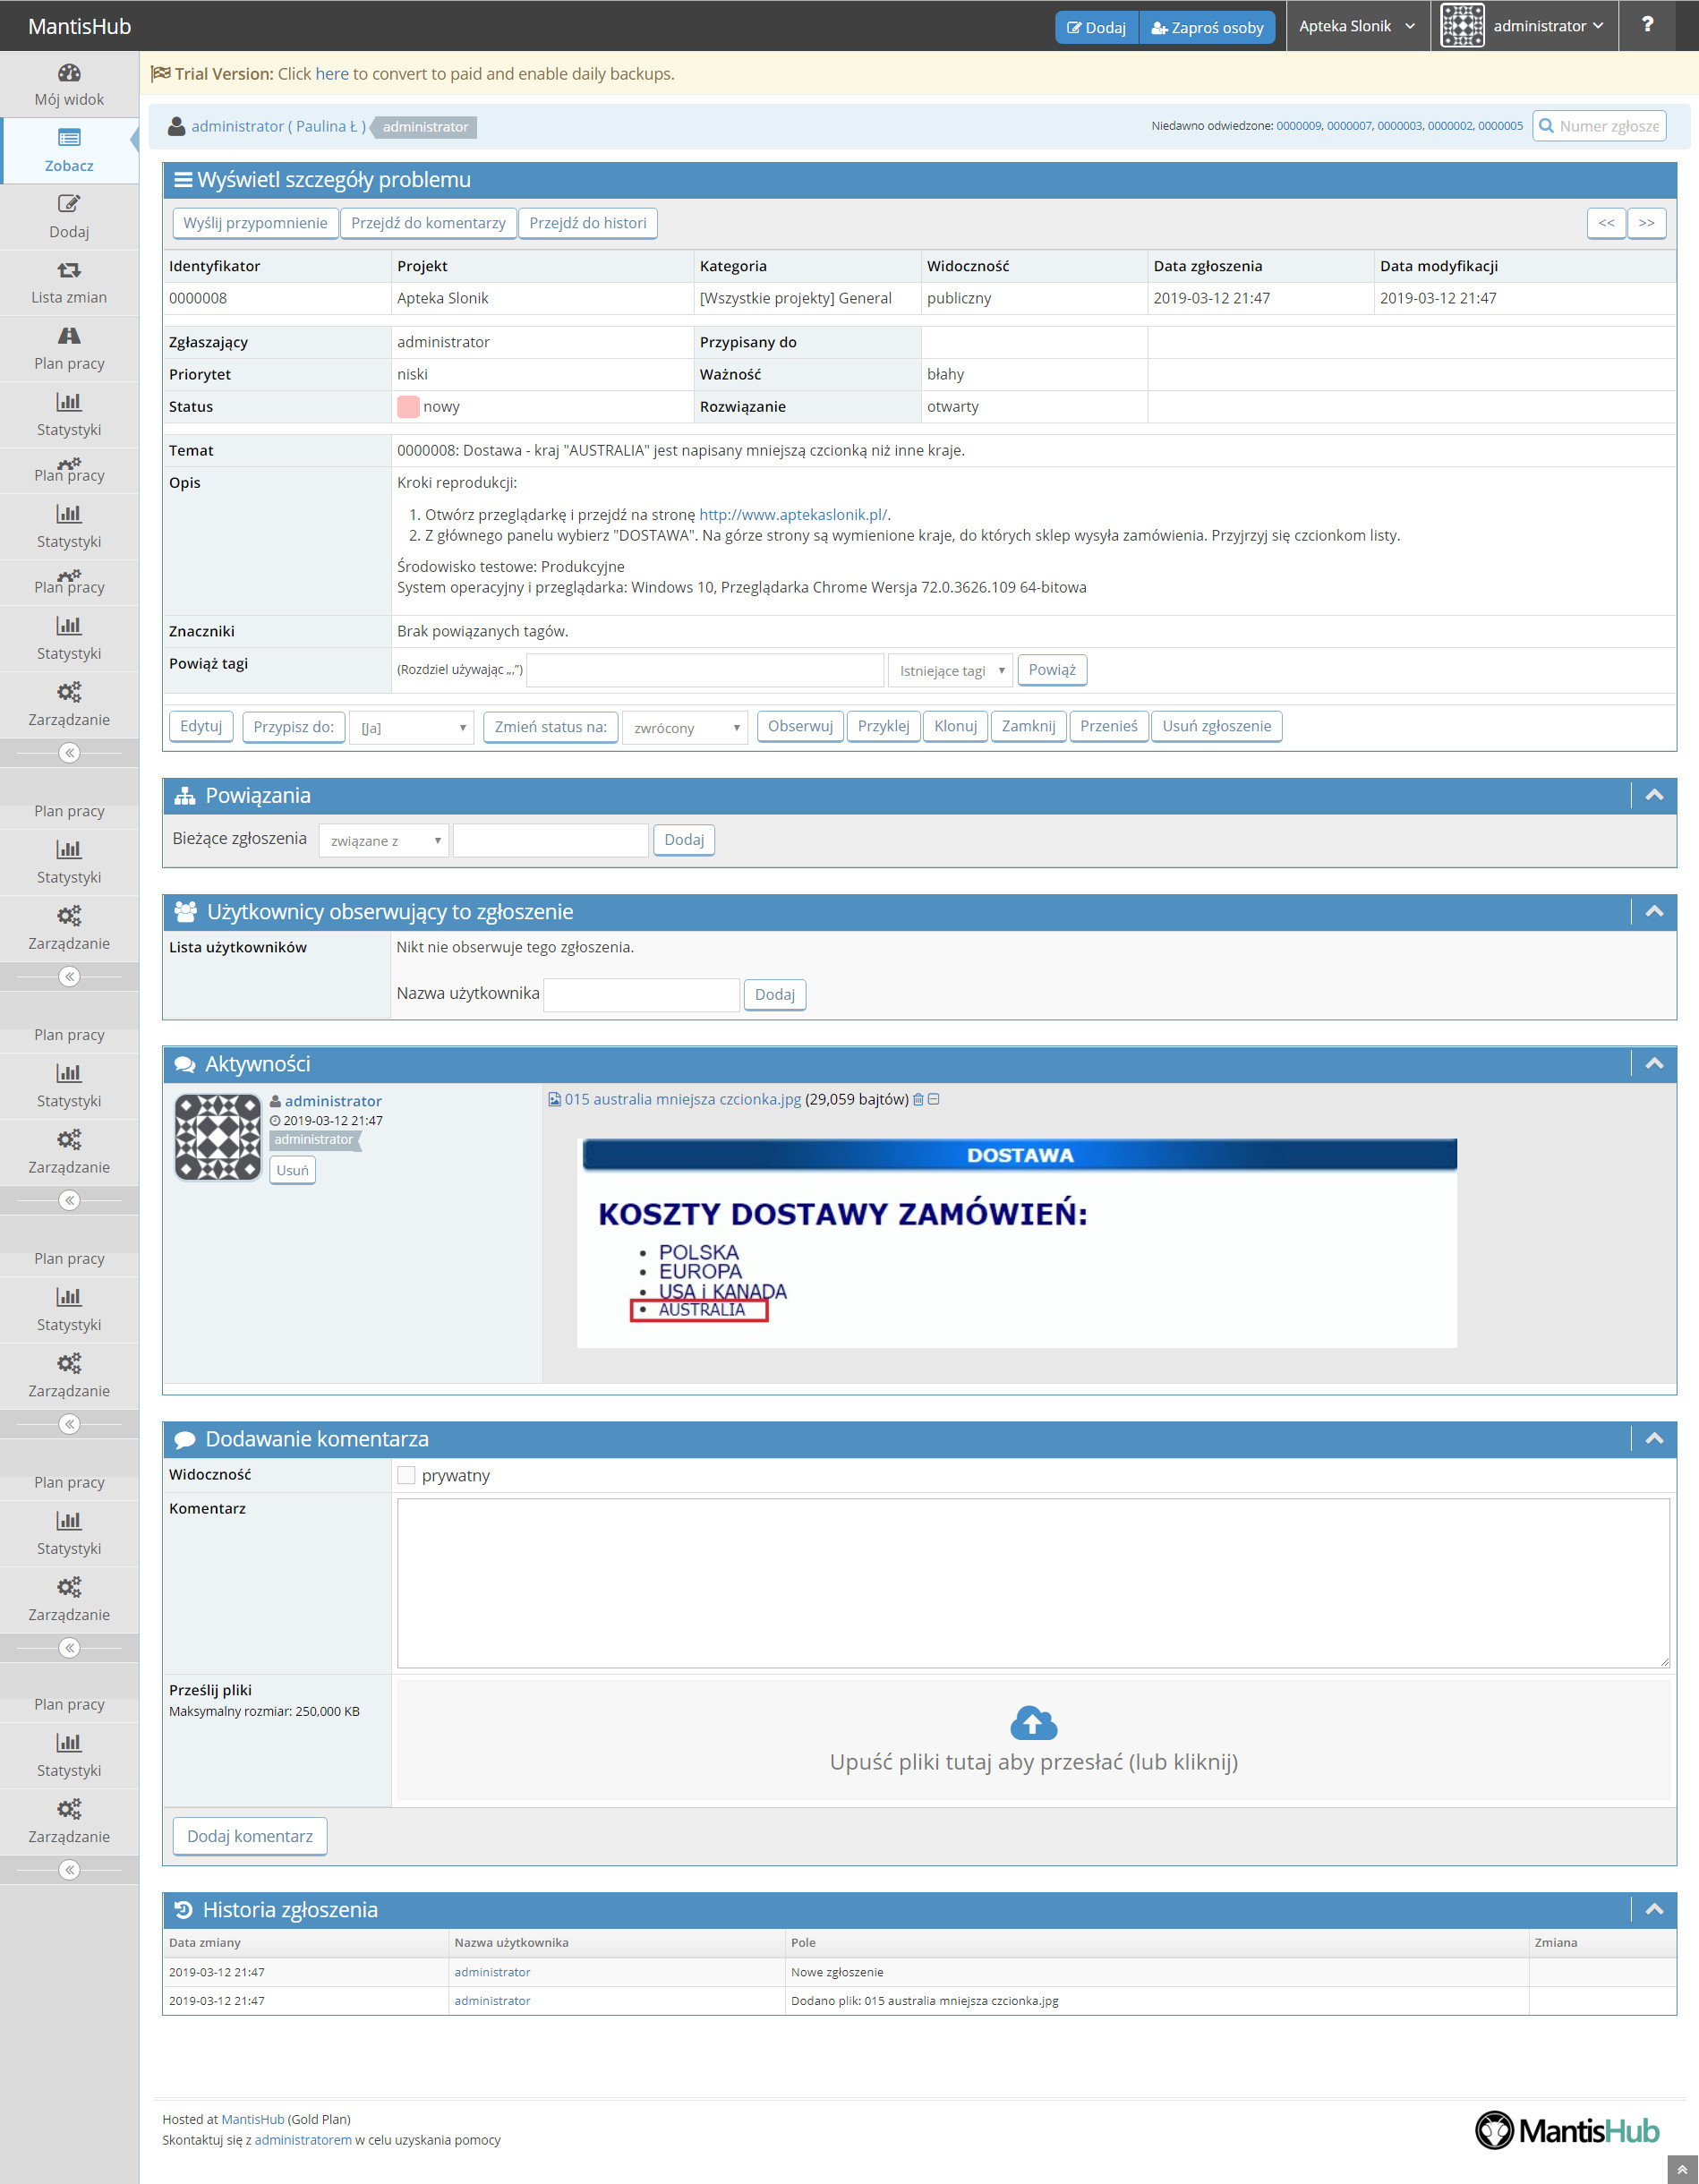 MantisHub
Dodaj
Zaproś osoby
Apteka Slonik
administrator
?
Trial Version: Click here to convert to paid and enable daily backups.
administrator ( Paulina Ł )
administrator
Niedawno odwiedzone: 0000009, 0000007, 0000003, 0000002, 0000005
Numer zgłosze
Mój widok
Zobacz
Dodaj
Lista zmian
Plan pracy
Statystyki
Plan pracy
Statystyki
Plan pracy
Statystyki
Zarządzanie
Plan pracy
Statystyki
Zarządzanie
Plan pracy
Statystyki
Zarządzanie
Plan pracy
Statystyki
Zarządzanie
Plan pracy
Statystyki
Zarządzanie
Plan pracy
Statystyki
Zarządzanie
Wyświetl szczegóły problemu
Wyślij przypomnienie Przejdź do komentarzy Przejdź do histori << >>
Identyfikator Projekt Kategoria Widoczność Data zgłoszenia Data modyfikacji
0000008 Apteka Slonik [Wszystkie projekty] General publiczny 2019-03-12 21:47 2019-03-12 21:47
Zgłaszający administrator Przypisany do
Priorytet niski Ważność błahy
Status nowy Rozwiązanie otwarty
Temat 0000008: Dostawa - kraj "AUSTRALIA" jest napisany mniejszą czcionką niż inne kraje.
Opis Kroki reprodukcji:
1. Otwórz przeglądarkę i przejdź na stronę http://www.aptekaslonik.pl/.
2. Z głównego panelu wybierz "DOSTAWA". Na górze strony są wymienione kraje, do których sklep wysyła zamówienia. Przyjrzyj się czcionkom listy.
Środowisko testowe: Produkcyjne
System operacyjny i przeglądarka: Windows 10, Przeglądarka Chrome Wersja 72.0.3626.109 64-bitowa
Znaczniki Brak powiązanych tagów.
Powiąż tagi (Rozdziel używając „,”) Istniejące tagi Powiąż
Edytuj Przypisz do: [Ja] Zmień status na: zwrócony Obserwuj Przyklej Klonuj Zamknij Przenieś Usuń zgłoszenie
Powiązania
Bieżące zgłoszenia związane z Dodaj
Użytkownicy obserwujący to zgłoszenie
Lista użytkowników Nikt nie obserwuje tego zgłoszenia.
Nazwa użytkownika Dodaj
Aktywności
administrator
2019-03-12 21:47
administrator
Usuń
015 australia mniejsza czcionka.jpg (29,059 bajtów)
DOSTAWA
KOSZTY DOSTAWY ZAMÓWIEŃ:
• POLSKA
• EUROPA
• USA i KANADA
• AUSTRALIA
Dodawanie komentarza
Widoczność prywatny
Komentarz
Prześlij pliki
Maksymalny rozmiar: 250,000 KB
Upuść pliki tutaj aby przesłać (lub kliknij)
Dodaj komentarz
Historia zgłoszenia
Data zmiany Nazwa użytkownika Pole Zmiana
2019-03-12 21:47 administrator Nowe zgłoszenie
2019-03-12 21:47 administrator Dodano plik: 015 australia mniejsza czcionka.jpg
Hosted at MantisHub (Gold Plan)
Skontaktuj się z administratorem w celu uzyskania pomocy
MantisHub